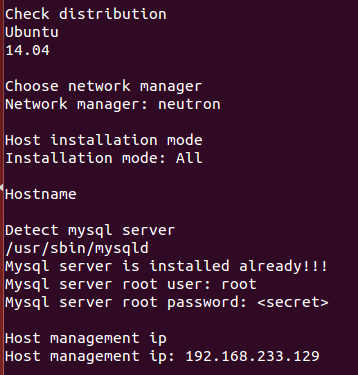 Check distribution
Ubuntu
14.04
Choose network manager
Network manager: neutron
Host installation mode
Installation mode: All
Hostname
Detect mysql server
/usr/sbin/mysqld
Mysql server is installed already!!!
Mysql server root user: root
Mysql server root password: <secret>
Host management ip
Host management ip: 192.168.233.129